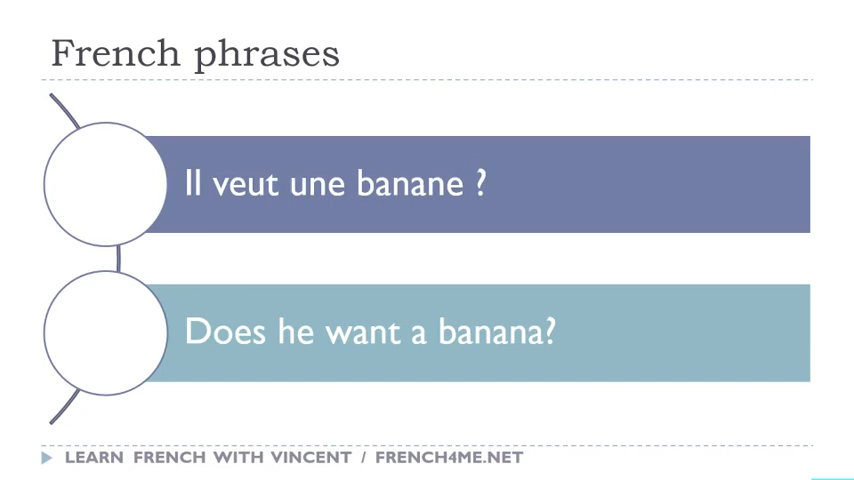 French phrases
Il veut une banane ?
Does he want a banana?
LEARN FRENCH WITH VINCENT / FRENCH4ME.NET